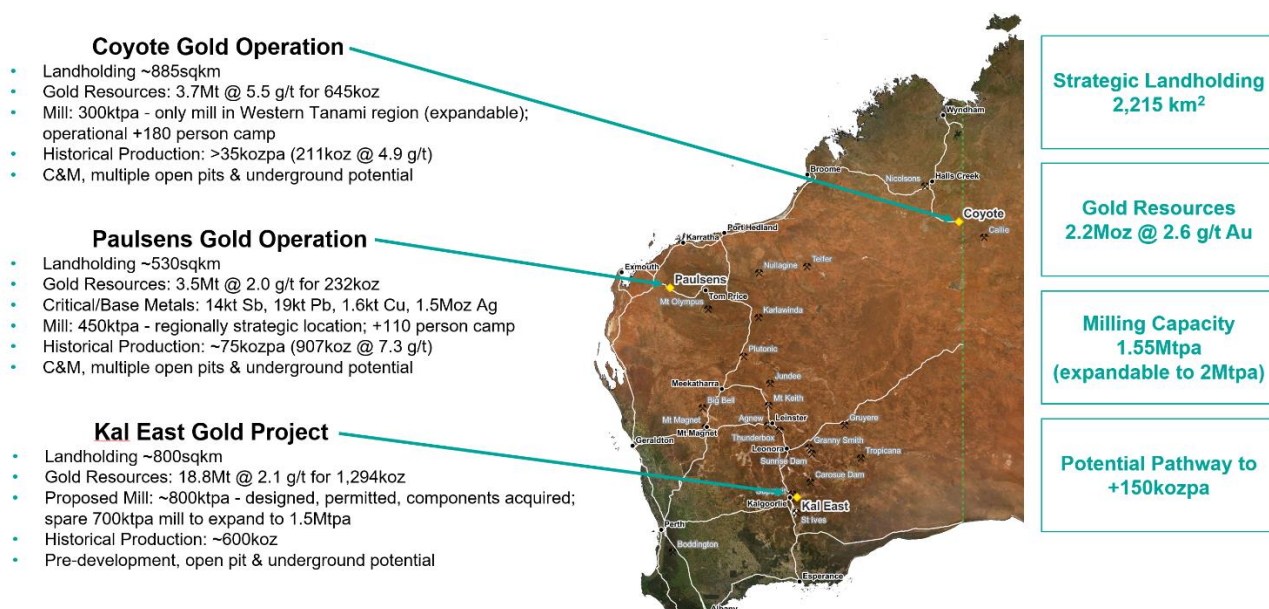 Coyote Gold Operation
• Landholding ~885sqkm
• Gold Resources: 3.7Mt @ 5.5 g/t for 645koz
• Mill: 300ktpa - only mill in Western Tanami region (expandable);
operational +180 person camp
• Historical Production: >35kozpa (211koz @ 4.9 g/t)
• C&M, multiple open pits & underground potential
Paulsens Gold Operation
• Landholding ~530sqkm
• Gold Resources: 3.5Mt @ 2.0 g/t for 232koz
• Critical/Base Metals: 14kt Sb, 19kt Pb, 1.6kt Cu, 1.5Moz Ag
• Mill: 450ktpa - regionally strategic location; +110 person camp
• Historical Production: ~75kozpa (907koz @ 7.3 g/t)
• C&M, multiple open pits & underground potential
Kal East Gold Project
• Landholding ~800sqkm
• Gold Resources: 18.8Mt @ 2.1 g/t for 1,294koz
• Proposed Mill: ~800ktpa - designed, permitted, components acquired;
spare 700ktpa mill to expand to 1.5Mtpa
• Historical Production: ~600koz
• Pre-development, open pit & underground potential
Wyndham
Broome
Nicolsons
Halls Creek
Coyote
Callie
Port Hedland
Karratha
Exmouth
Nullagine
Telfer
Paulsens
Tom Price
Mt Olympus
Karlawinda
Plutonic
Jundee
Meekatharra
Mt Keith
Big Bell
Mt Magnet
Mt Magnet
Agnew
Leinster
Gruyere
Geraldton
Thunderbox
Leonora
Granny Smith
Sunrise Dam
Tropicana
Carosue Dam
Kalgoorlie
Kal East
St Ives
Perth
Boddington
Esperance
Albany
Strategic Landholding
2,215 km²
Gold Resources
2.2Moz @ 2.6 g/t Au
Milling Capacity
1.55Mtpa
(expandable to 2Mtpa)
Potential Pathway to
+150kozpa